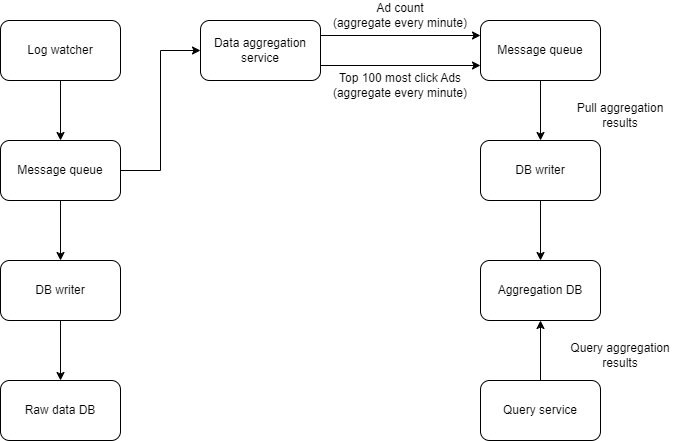 Ad count
(aggregate every minute)
Log watcher
Data aggregation
service
Message queue
Top 100 most click Ads
(aggregate every minute)
Pull aggregation
results
Message queue
DB writer
DB writer
Aggregation DB
Query aggregation
results
Raw data DB
Query service